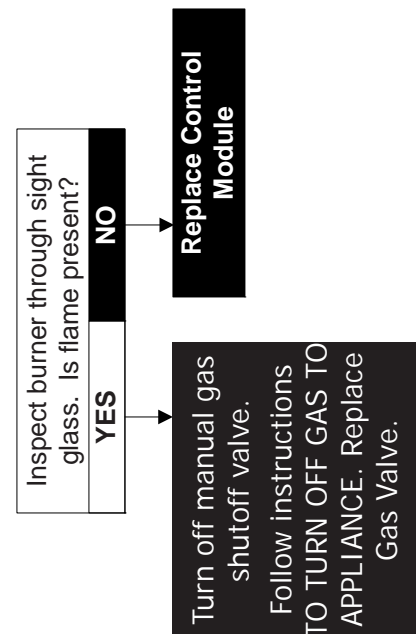 Inspect burner through sight
glass.  Is flame present?
YES
NO
Turn off manual gas
shutoff valve.
Follow instructions
TO TURN OFF GAS TO
APPLIANCE. Replace
Gas Valve.
Replace Control
Module